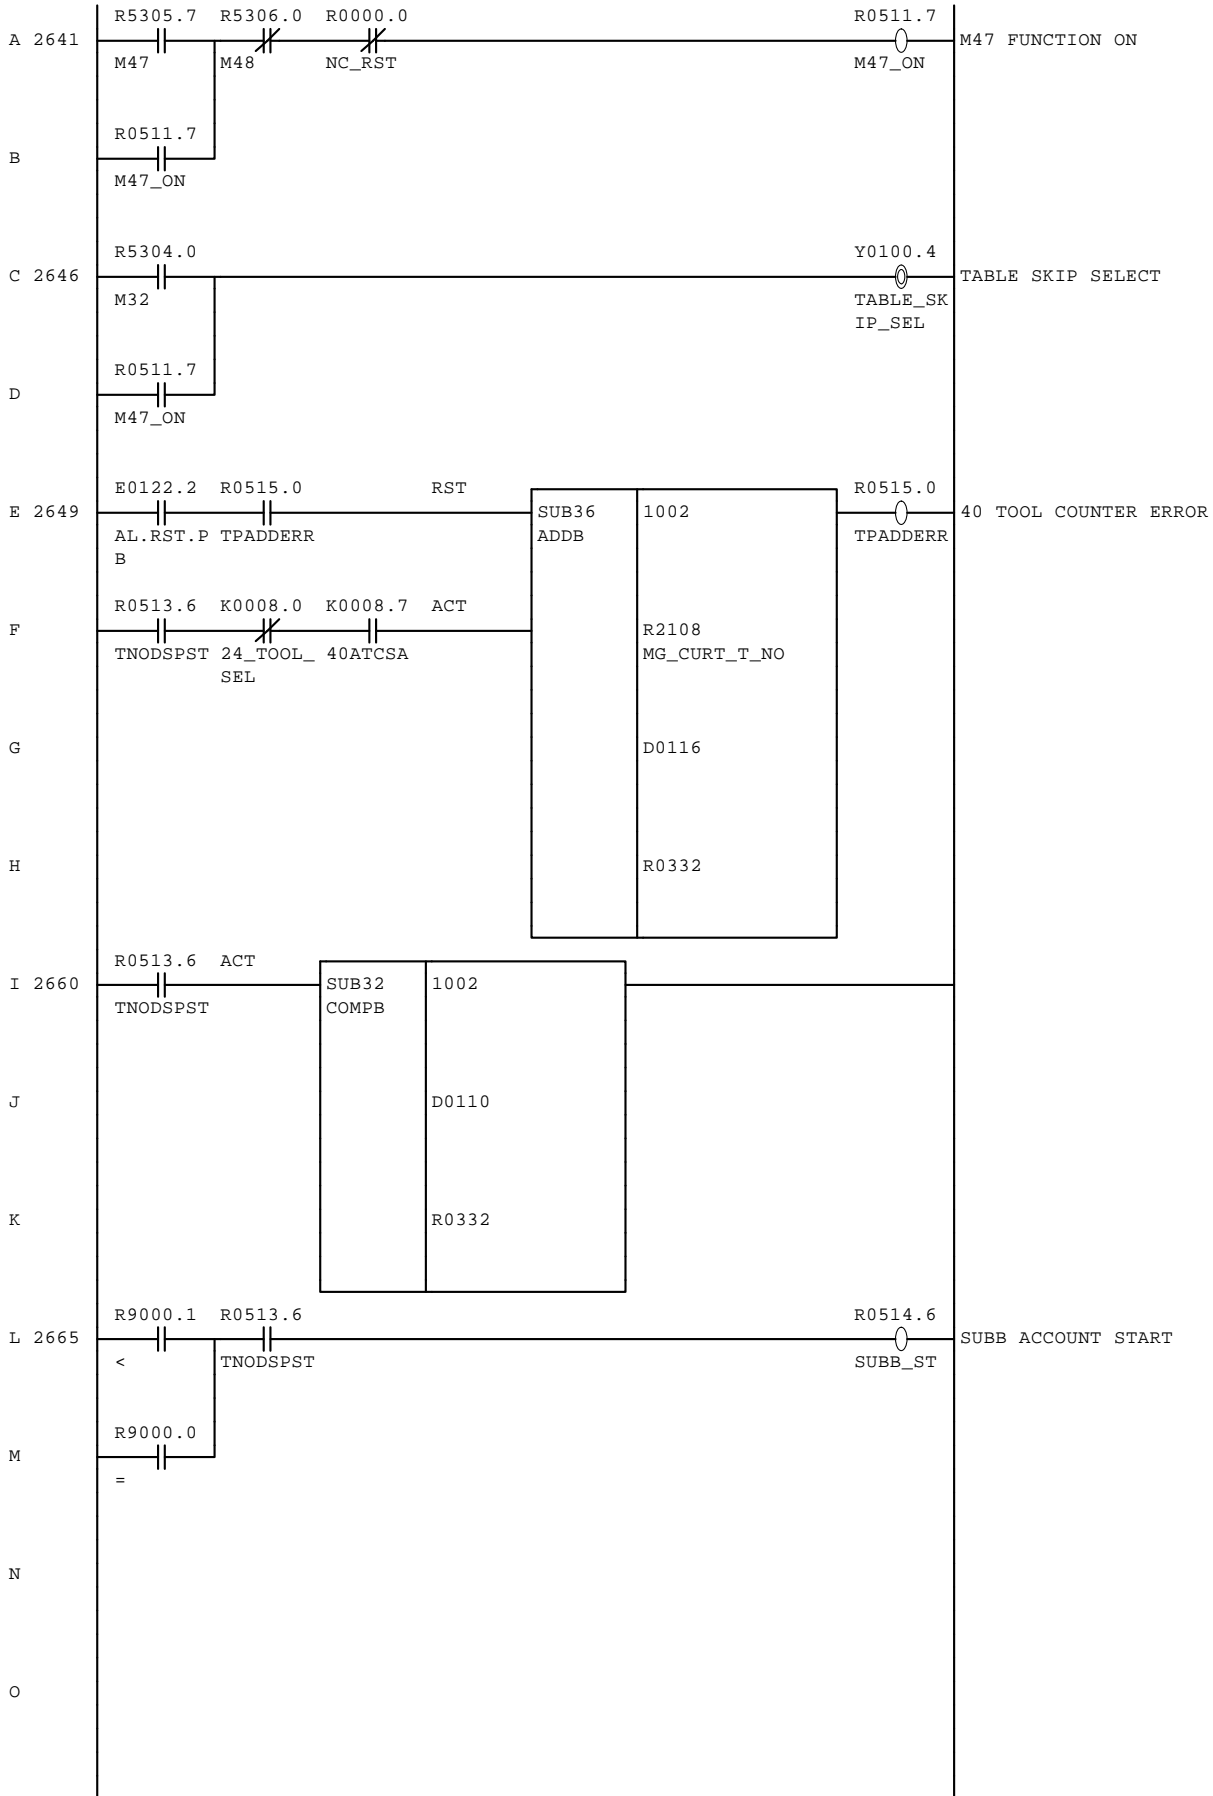 R5305.7 R5306.0 R0000.0 R0511.7
A 2641 M47 FUNCTION ON
M47 M48 NC_RST M47_ON
R0511.7
B
M47_ON
R5304.0 Y0100.4
C 2646 TABLE SKIP SELECT
M32 TABLE_SK
IP_SEL
R0511.7
D
M47_ON
E0122.2 R0515.0 RST R0515.0
E 2649 SUB36 1002 40 TOOL COUNTER ERROR
AL.RST.P TPADDERR ADDB TPADDERR
B
R0513.6 K0008.0 K0008.7 ACT
F R2108
TNODSPST 24_TOOL_ 40ATCSA MG_CURT_T_NO
SEL
G D0116
H R0332
R0513.6 ACT
I 2660 SUB32 1002
TNODSPST COMPB
J D0110
K R0332
R9000.1 R0513.6 R0514.6
L 2665 SUBB ACCOUNT START
< TNODSPST SUBB_ST
R9000.0
M
=
N
O